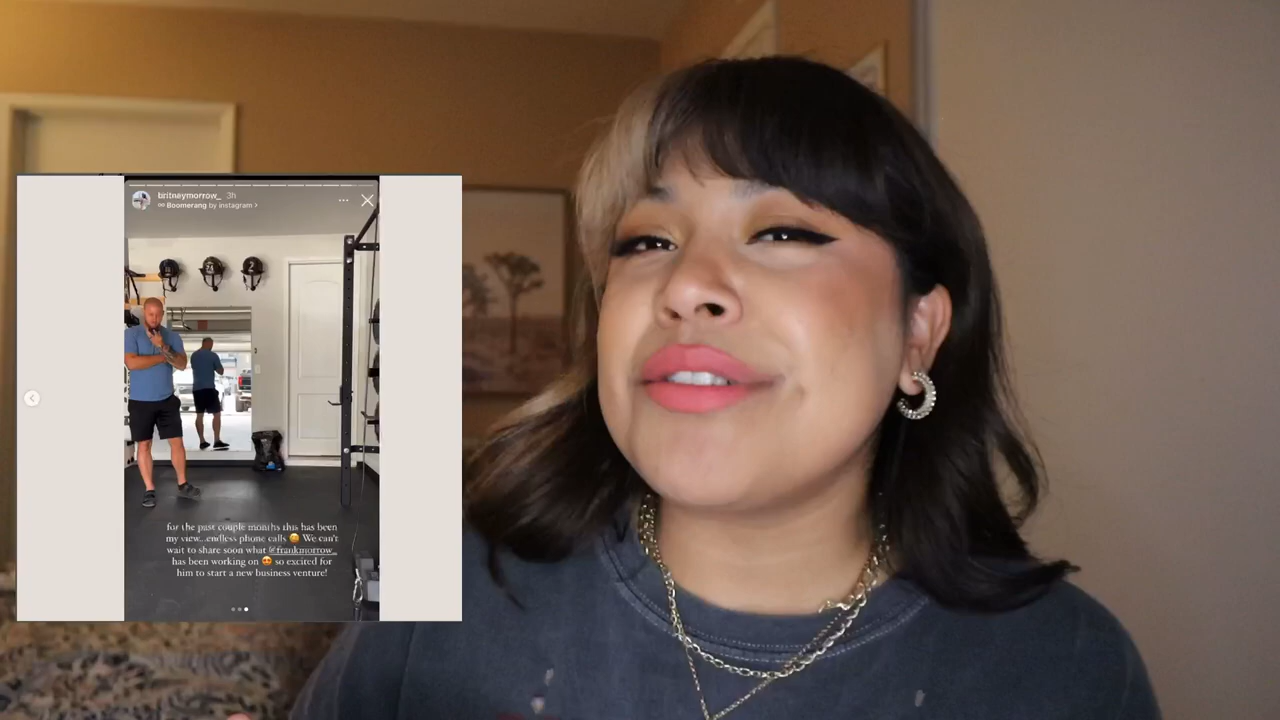 britneymorrow_ 3h
∞ Boomerang by instagram >
for the past couple months this has been
my view...endless phone calls 😩 We can't
wait to share soon what @frankmorrow_
has been working on 😍 so excited for
him to start a new business venture!